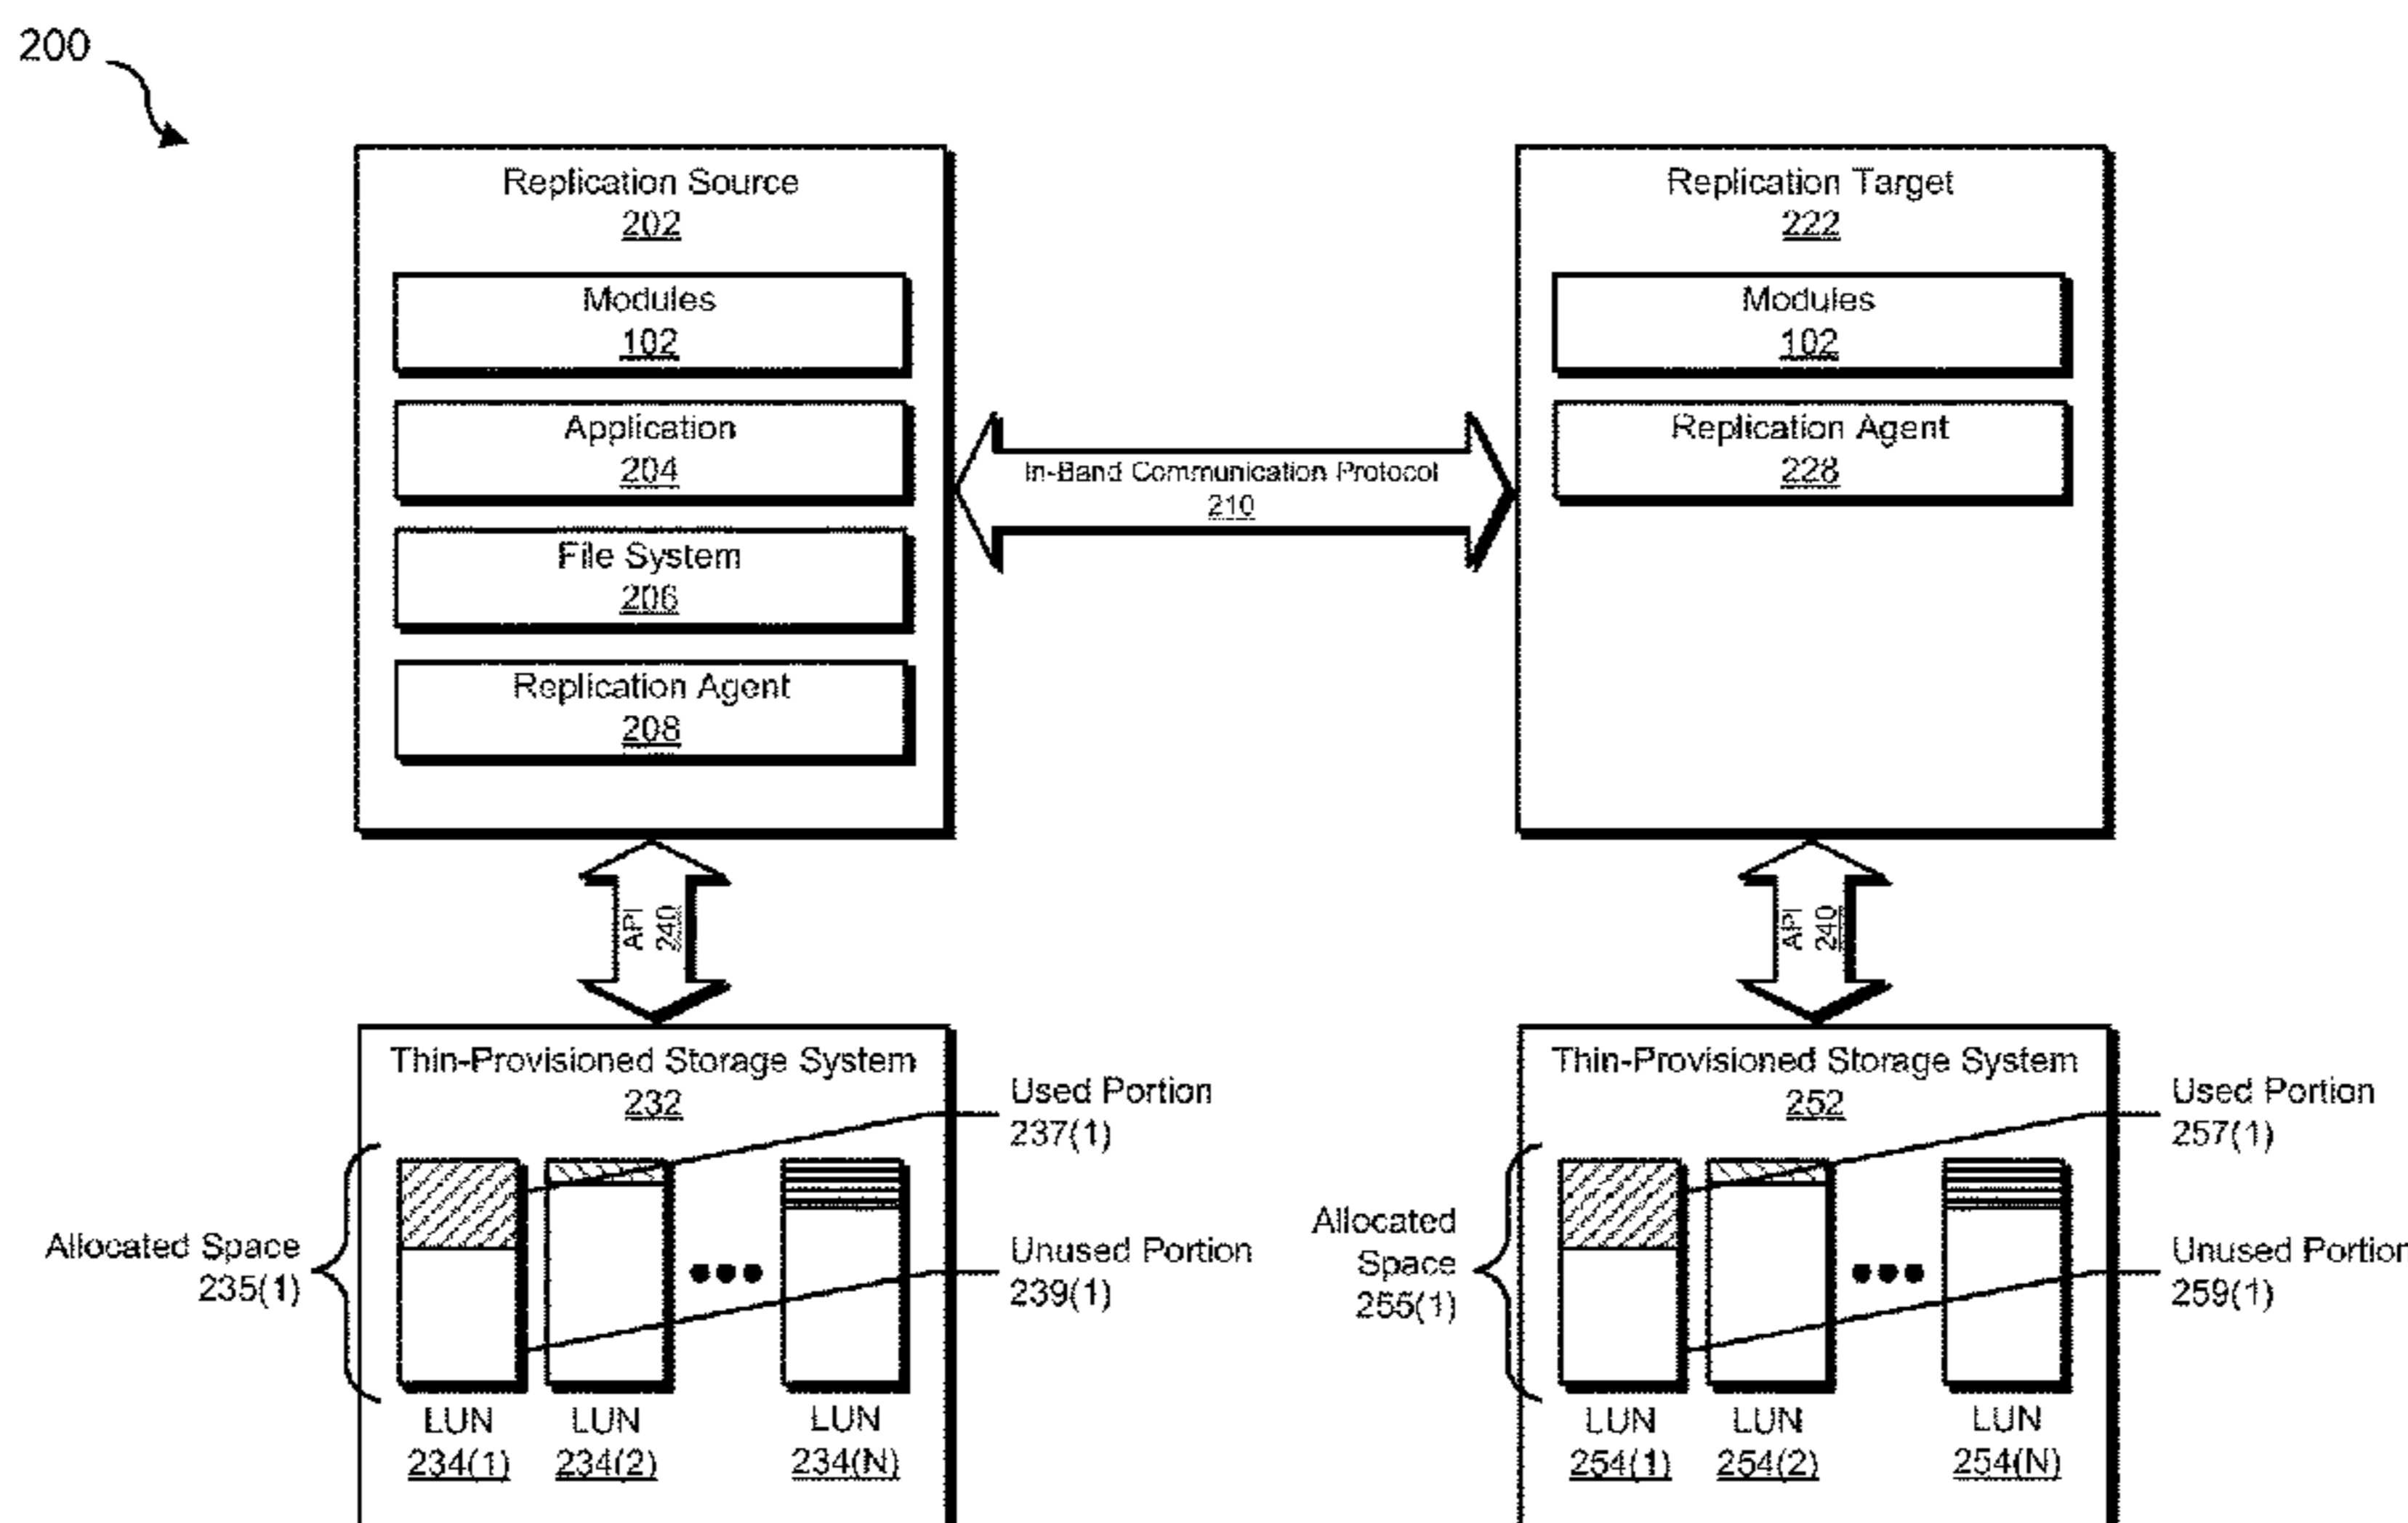 200
Replication Source
202
Modules
102
Application
204
File System
206
Replication Agent
208
In-Band Communication Protocol
210
Replication Target
222
Modules
102
Replication Agent
228
API
240
API
240
Thin-Provisioned Storage System
232
Used Portion
237(1)
Allocated Space
235(1)
Unused Portion
239(1)
LUN
234(1)
LUN
234(2)
LUN
234(N)
Thin-Provisioned Storage System
252
Used Portion
257(1)
Allocated
Space
255(1)
Unused Portion
259(1)
LUN
254(1)
LUN
254(2)
LUN
254(N)